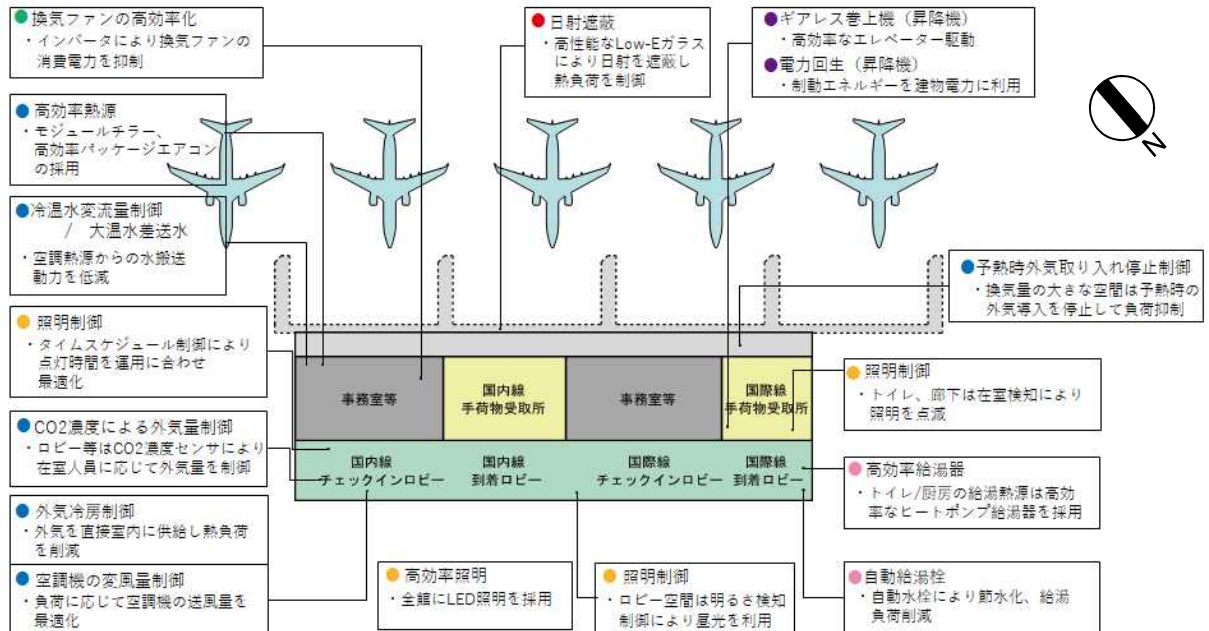 ●換気ファンの高効率化
・インバータにより換気ファンの
消費電力を抑制
●高効率熱源
・モジュールチラー、
高効率パッケージエアコン
の採用
●冷温水変流量制御
/ 大温水差送水
・空調熱源からの水搬送
動力を低減
●照明制御
・タイムスケジュール制御により
点灯時間を運用に合わせ
最適化
●CO2濃度による外気量制御
・ロビー等はCO2濃度センサにより
在室人員に応じて外気量を制御
●外気冷房制御
・外気を直接室内に供給し熱負荷
を削減
●空調機の変風量制御
・負荷に応じて空調機の送風量を
最適化
●日射遮蔽
・高性能なLow-Eガラス
により日射を遮蔽し
熱負荷を制御
●ギアレス巻上機（昇降機）
・高効率なエレベーター駆動
●電力回生（昇降機）
・制動エネルギーを建物電力に利用
N
●予熱時外気取り入れ停止制御
・換気量の大きな空間は予熱時の
外気導入を停止して負荷抑制
事務室等
国内線
手荷物受取所
事務室等
国際線
手荷物受取所
国内線
チェックインロビー
国内線
到着ロビー
国際線
チェックインロビー
国際線
到着ロビー
●照明制御
・トイレ、廊下は在室検知により
照明を点滅
●高効率給湯器
・トイレ/厨房の給湯熱源は高効
率なヒートポンプ給湯器を採用
●高効率照明
・全館にLED照明を採用
●照明制御
・ロビー空間は明るさ検知
制御により昼光を利用
●自動給湯栓
・自動水栓により節水化、給湯
負荷削減